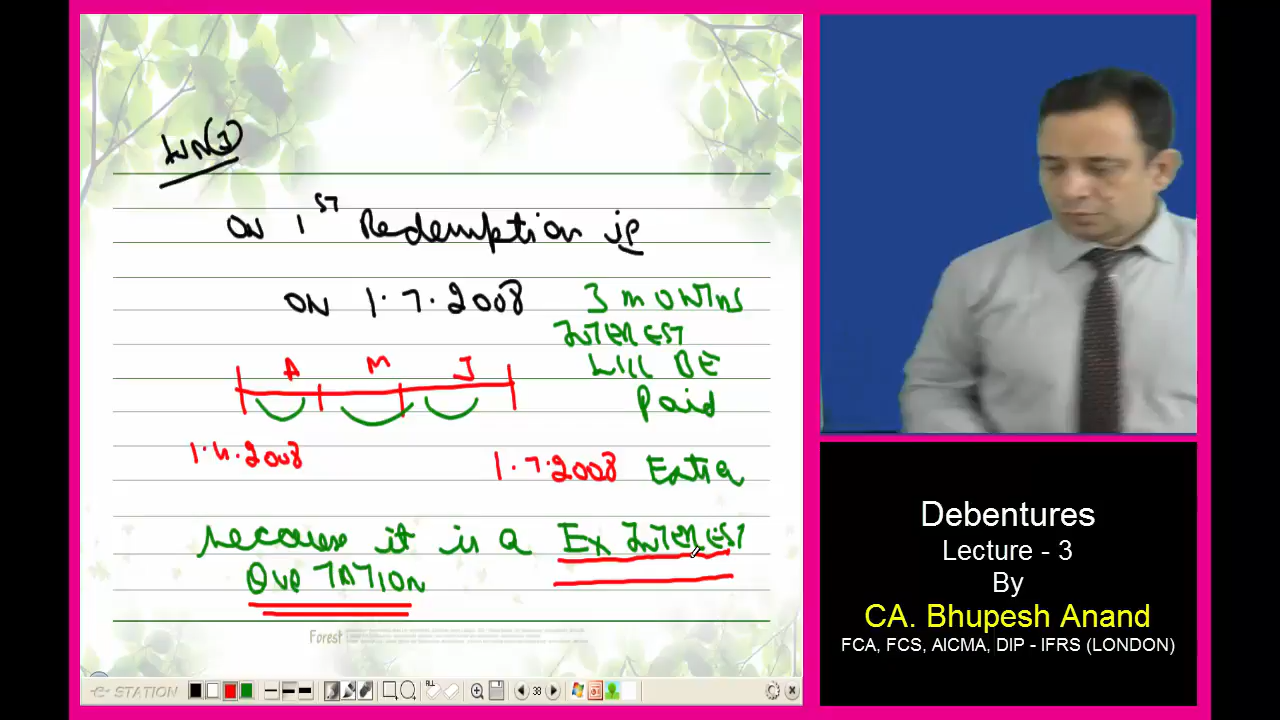 WN(1)
ON 1ST Redemption ie
ON 1.7.2008 3 MONTHS
INTEREST
WILL BE
A M J
Paid
1.4.2008
1.7.2008 Extra
because it is a Ex INTEREST
QUOTATION
Forest
e-STATION
38
Debentures
Lecture - 3
By
CA. Bhupesh Anand
FCA, FCS, AICMA, DIP - IFRS (LONDON)